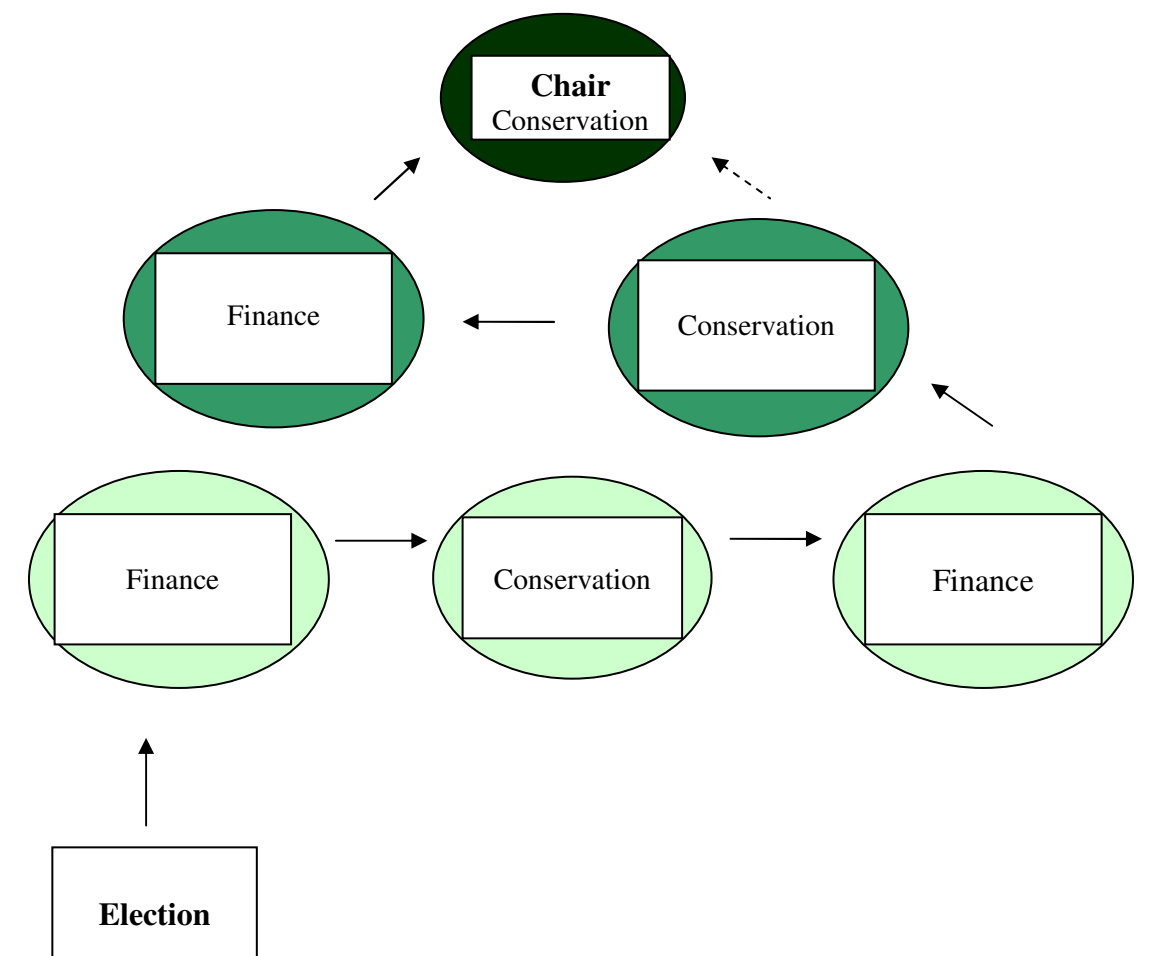 Chair
Conservation
Finance
Conservation
Finance
Conservation
Finance
Election